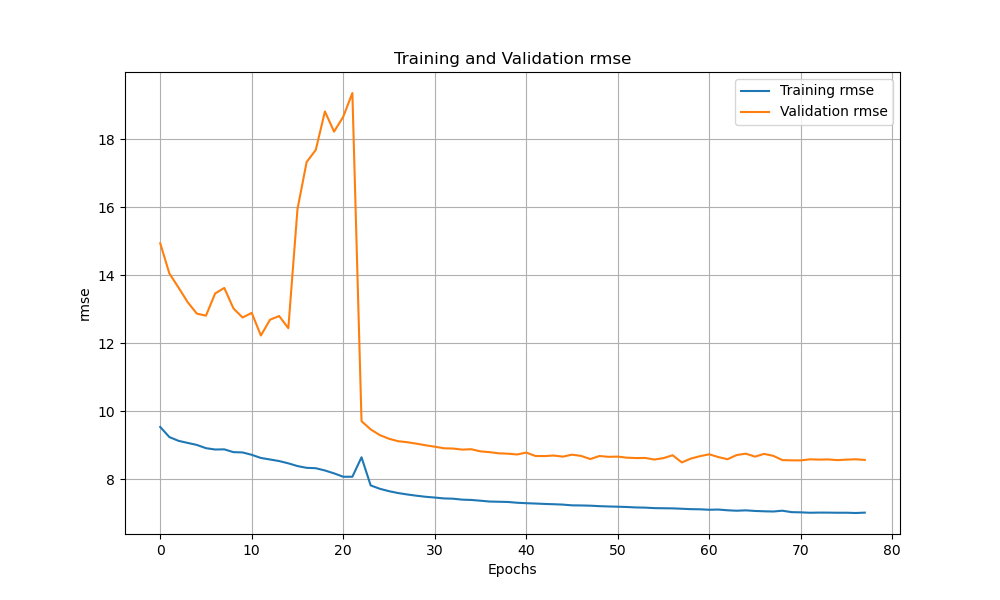 Training and Validation rmse
Training rmse
Validation rmse
rmse
18
16
14
12
10
8
0 10 20 30 40 50 60 70 80
Epochs